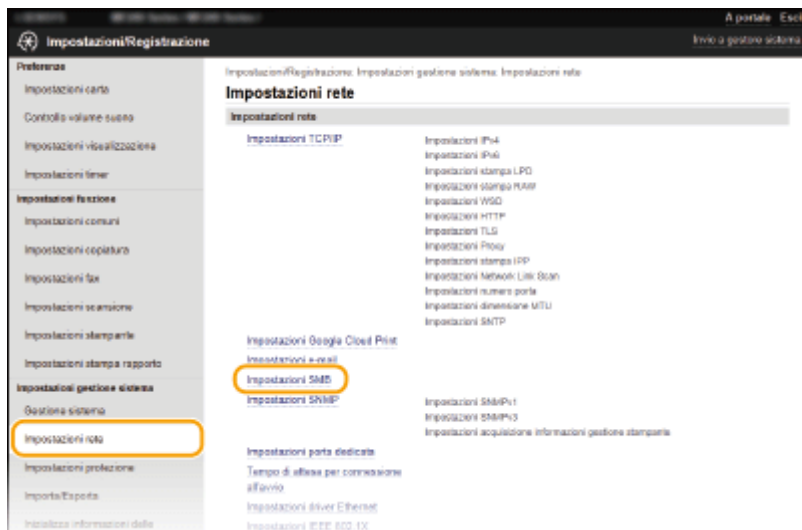 A portale Esci
Impostazioni/Registrazione
Invio a gestore sistema
Preferenze
Impostazioni carta
Controllo volume suono
Impostazioni visualizzazione
Impostazioni timer
Impostazioni funzione
Impostazioni comuni
Impostazioni copiatura
Impostazioni fax
Impostazioni scansione
Impostazioni stampante
Impostazioni stampa rapporto
Impostazioni gestione sistema
Gestione sistema
Impostazioni rete
Impostazioni protezione
Importa/Esporta
Inizializza informazioni della
Impostazioni/Registrazione: Impostazioni gestione sistema: Impostazioni rete
Impostazioni rete
Impostazioni rete
Impostazioni TCP/IP
Impostazioni IPv4
Impostazioni IPv6
Impostazioni stampa LPD
Impostazioni stampa RAW
Impostazioni WSD
Impostazioni HTTP
Impostazioni TLS
Impostazioni Proxy
Impostazioni stampa IPP
Impostazioni Network Link Scan
Impostazioni numero porta
Impostazioni dimensione MTU
Impostazioni SNTP
Impostazioni Google Cloud Print
Impostazioni e-mail
Impostazioni SMB
Impostazioni SNMP
Impostazioni SNMPv1
Impostazioni SNMPv3
Impostazioni acquisizione informazioni gestione stampante
Impostazioni porta dedicata
Tempo di attesa per connessione
all'avvio
Impostazioni driver Ethernet
Impostazioni IEEE 802.1X